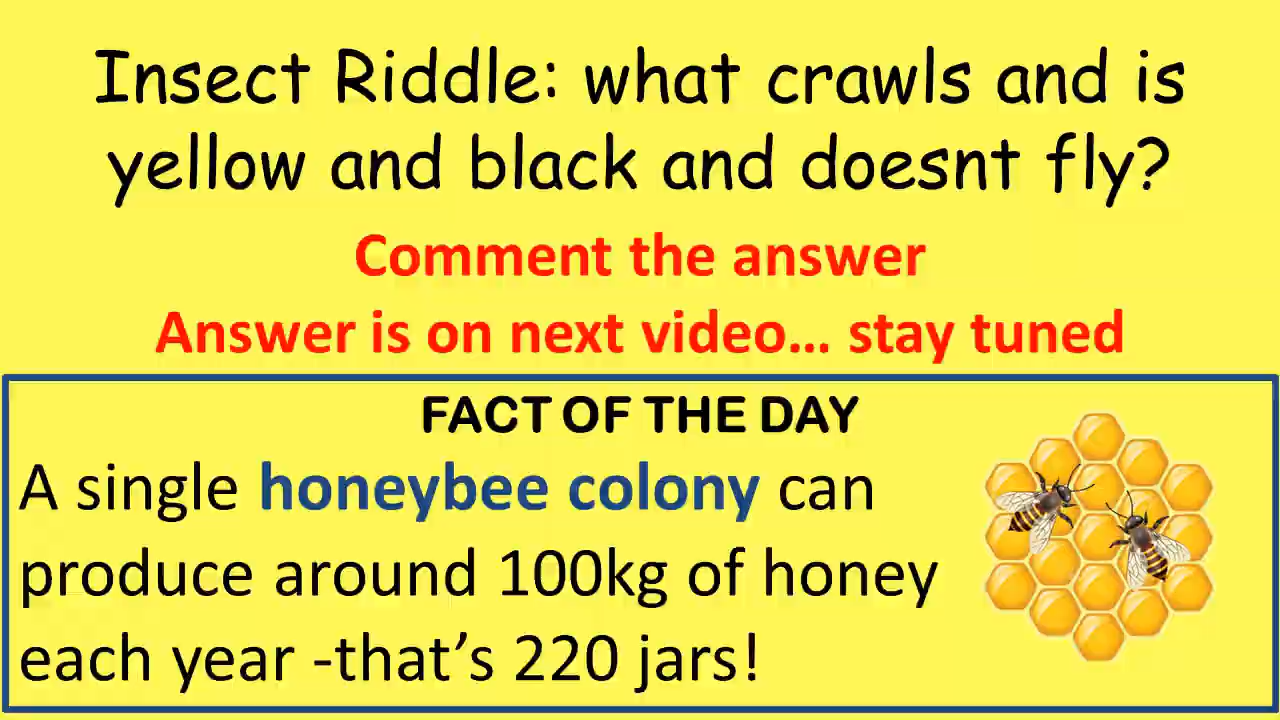 Insect Riddle: what crawls and is
yellow and black and doesnt fly?
Comment the answer
Answer is on next video... stay tuned
FACT OF THE DAY
A single honeybee colony can
produce around 100kg of honey
each year -that’s 220 jars!